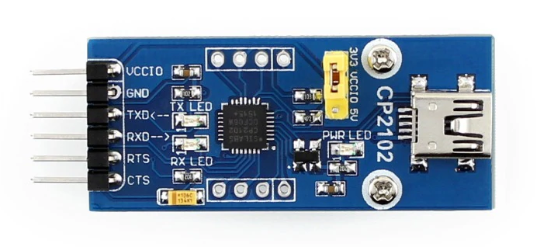 VCCIO
GND
TXD<--
RXD-->
RTS
CTS
TX LED
RX LED
3V3 VCCIO 5V
PWR LED
CP2102